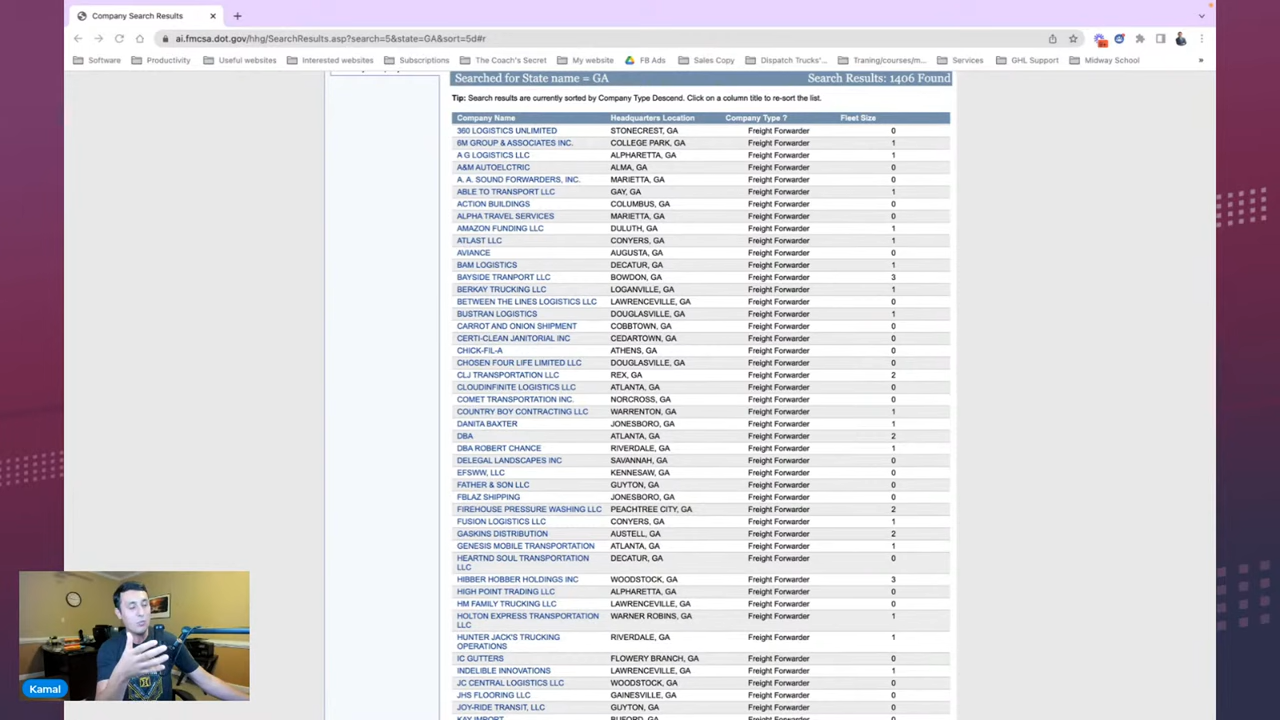 Company Search Results
ai.fmcsa.dot.gov/hhg/SearchResults.asp?search=5&state=GA&sort=5d#r
Software Productivity Useful websites Interested websites Subscriptions The Coach's Secret... My website FB Ads Sales Copy Dispatch Truck... Traning/courses/m... Services GHL Support Midway School »
Searched for State name = GA Search Results: 1406 Found
Tip: Search results are currently sorted by Company Type Descend. Click on a column title to re-sort the list.
Company Name Headquarters Location Company Type ? Fleet Size
360 LOGISTICS UNLIMITED STONECREST, GA Freight Forwarder 0
6M GROUP & ASSOCIATES INC. COLLEGE PARK, GA Freight Forwarder 1
A G LOGISTICS LLC ALPHARETTA, GA Freight Forwarder 1
A&M AUTOELCTRIC ALMA, GA Freight Forwarder 0
A. A. SOUND FORWARDERS, INC. MARIETTA, GA Freight Forwarder 0
ABLE TO TRANSPORT LLC GAY, GA Freight Forwarder 1
ACTION BUILDINGS COLUMBUS, GA Freight Forwarder 0
ALPHA TRAVEL SERVICES MARIETTA, GA Freight Forwarder 0
AMAZON FUNDING LLC DULUTH, GA Freight Forwarder 1
ATLAST LLC CONYERS, GA Freight Forwarder 1
AVIANCE AUGUSTA, GA Freight Forwarder 0
BAM LOGISTICS DECATUR, GA Freight Forwarder 1
BAYSIDE TRANPORT LLC BOWDON, GA Freight Forwarder 3
BERKAY TRUCKING LLC LOGANVILLE, GA Freight Forwarder 1
BETWEEN THE LINES LOGISTICS LLC LAWRENCEVILLE, GA Freight Forwarder 0
BUSTRAN LOGISTICS DOUGLASVILLE, GA Freight Forwarder 1
CARROT AND ONION SHIPMENT COBBTOWN, GA Freight Forwarder 0
CERTI-CLEAN JANITORIAL INC CEDARTOWN, GA Freight Forwarder 0
CHICK-FIL-A ATHENS, GA Freight Forwarder 0
CHOSEN FOUR LIFE LIMITED LLC DOUGLASVILLE, GA Freight Forwarder 0
CLJ TRANSPORTATION LLC REX, GA Freight Forwarder 2
CLOUDINFINITE LOGISTICS LLC ATLANTA, GA Freight Forwarder 0
COMET TRANSPORTATION INC. NORCROSS, GA Freight Forwarder 0
COUNTRY BOY CONTRACTING LLC WARRENTON, GA Freight Forwarder 1
DANITA BAXTER JONESBORO, GA Freight Forwarder 1
DBA ATLANTA, GA Freight Forwarder 2
DBA ROBERT CHANCE RIVERDALE, GA Freight Forwarder 1
DELEGAL LANDSCAPES INC SAVANNAH, GA Freight Forwarder 0
EFSWW, LLC KENNESAW, GA Freight Forwarder 0
FATHER & SON LLC GUYTON, GA Freight Forwarder 0
FBLAZ SHIPPING JONESBORO, GA Freight Forwarder 0
FIREHOUSE PRESSURE WASHING LLC PEACHTREE CITY, GA Freight Forwarder 2
FUSION LOGISTICS LLC CONYERS, GA Freight Forwarder 1
GASKINS DISTRIBUTION AUSTELL, GA Freight Forwarder 2
GENESIS MOBILE TRANSPORTATION ATLANTA, GA Freight Forwarder 1
HEARTND SOUL TRANSPORTATION DECATUR, GA Freight Forwarder 0
LLC
HIBBER HOBBER HOLDINGS INC WOODSTOCK, GA Freight Forwarder 3
HIGH POINT TRADING LLC ALPHARETTA, GA Freight Forwarder 0
HM FAMILY TRUCKING LLC LAWRENCEVILLE, GA Freight Forwarder 0
HOLTON EXPRESS TRANSPORTATION WARNER ROBINS, GA Freight Forwarder 1
LLC
HUNTER JACK'S TRUCKING RIVERDALE, GA Freight Forwarder 1
OPERATIONS
IC GUTTERS FLOWERY BRANCH, GA Freight Forwarder 0
INDELIBLE INNOVATIONS LAWRENCEVILLE, GA Freight Forwarder 1
JC CENTRAL LOGISTICS LLC WOODSTOCK, GA Freight Forwarder 0
JHS FLOORING LLC GAINESVILLE, GA Freight Forwarder 0
JOY-RIDE TRANSIT, LLC GUYTON, GA Freight Forwarder 0
KAY IMPORT BUFORD, GA Freight Forwarder 0
Kamal